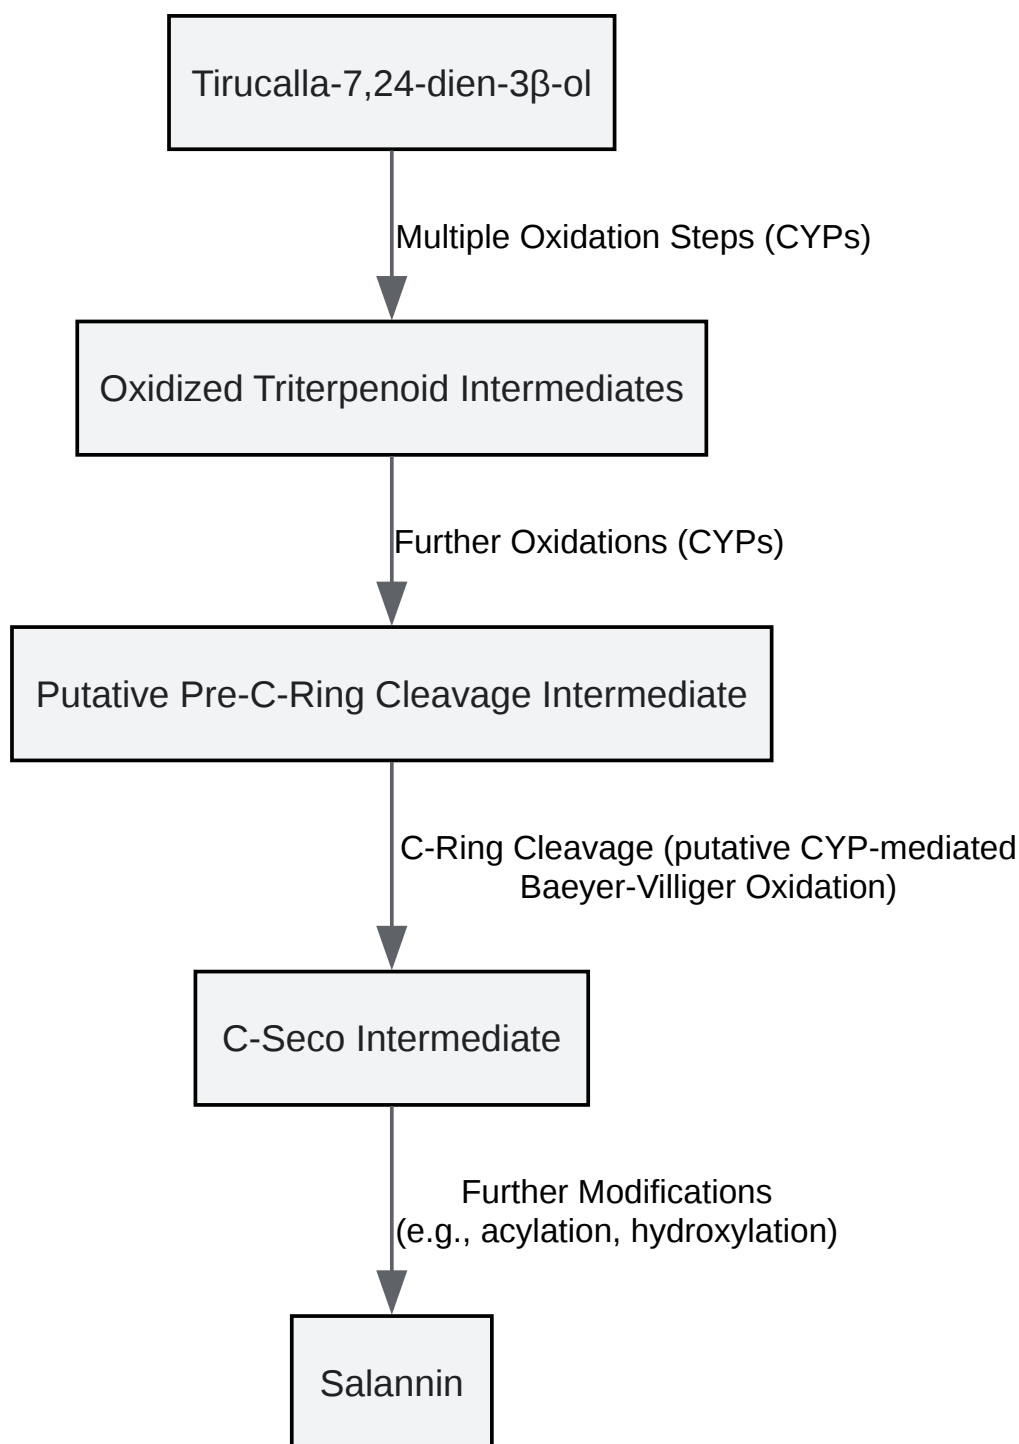 Tirucalla-7,24-dien-3β-ol
Multiple Oxidation Steps (CYPs)
Oxidized Triterpenoid Intermediates
Further Oxidations (CYPs)
Putative Pre-C-Ring Cleavage Intermediate
C-Ring Cleavage (putative CYP-mediated
Baeyer-Villiger Oxidation)
C-Seco Intermediate
Further Modifications
(e.g., acylation, hydroxylation)
Salannin